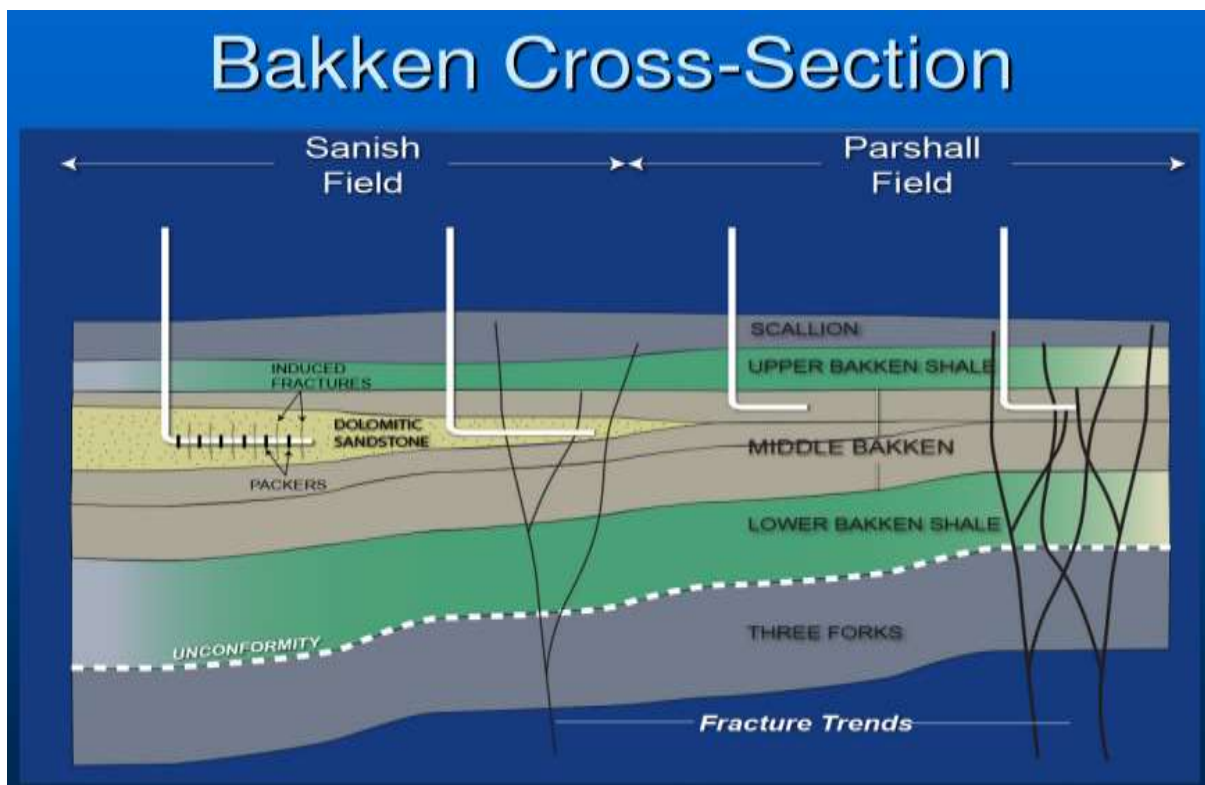 Bakken Cross-Section
Sanish
Field
Parshall
Field
SCALLION
UPPER BAKKEN SHALE
INDUCED
FRACTURES
DOLOMITIC
SANDSTONE
MIDDLE BAKKEN
PACKERS
LOWER BAKKEN SHALE
UNCONFORMITY
THREE FORKS
Fracture Trends